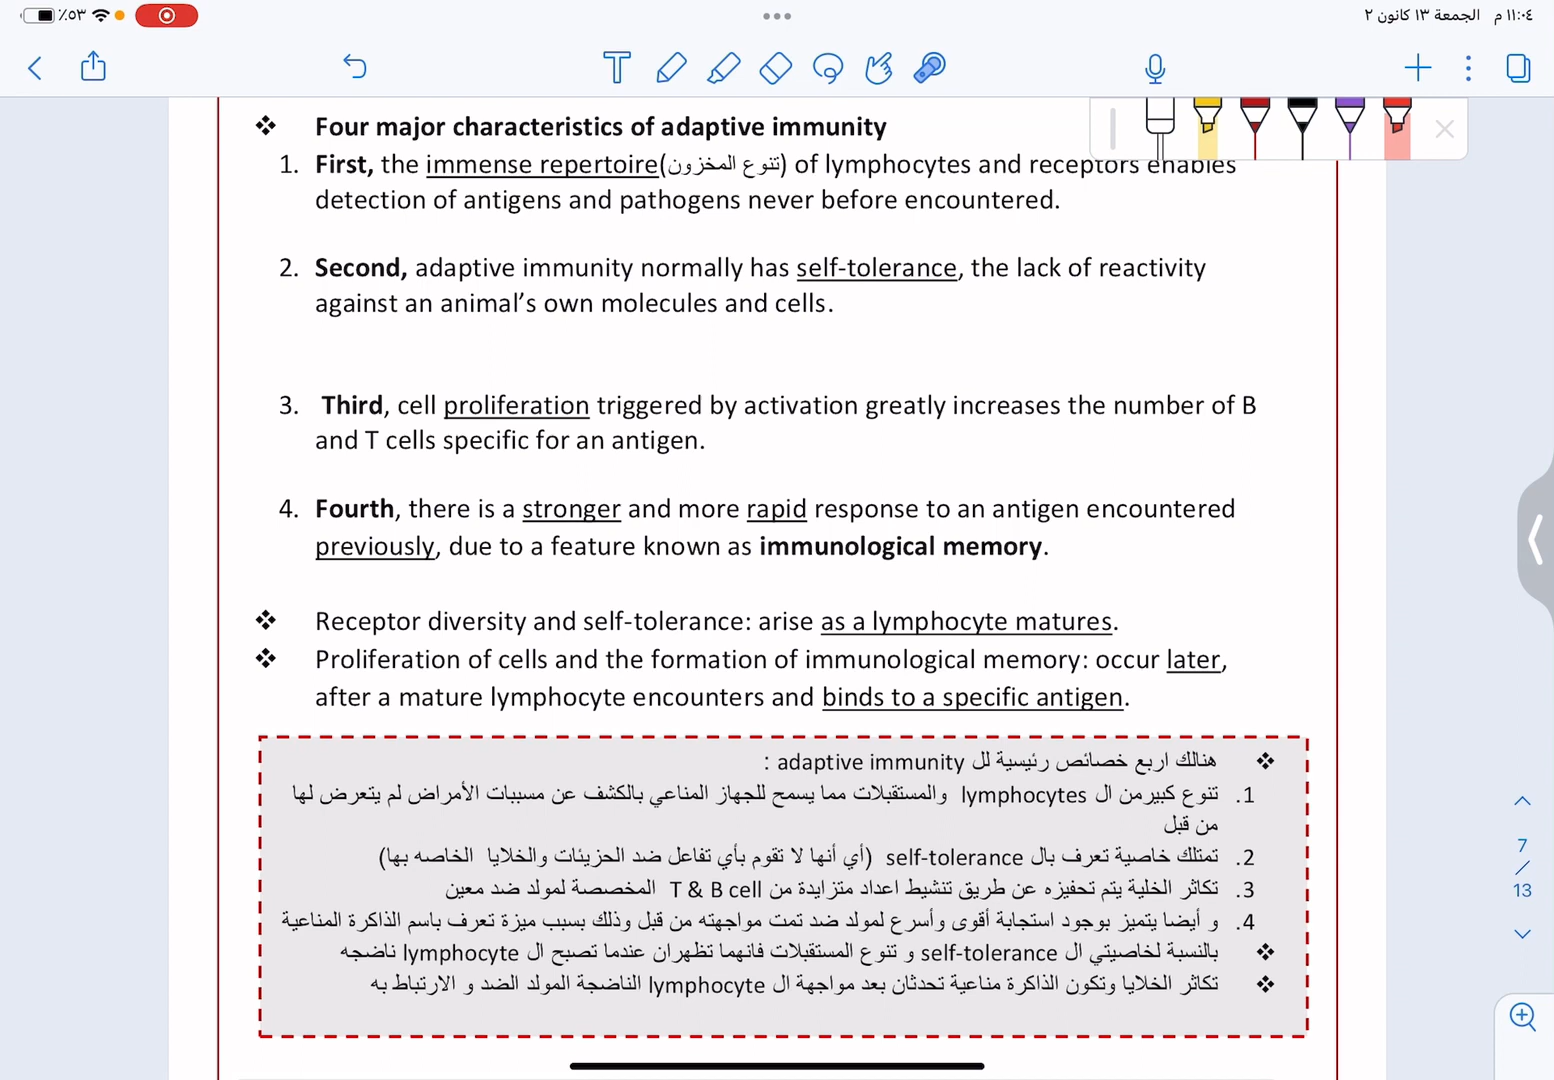 ٪٥٣
١١:٠٤ م الجمعة ١٣ كانون ٢
❖ Four major characteristics of adaptive immunity
1. First, the immense repertoire(تنوع المخزون) of lymphocytes and receptors enables
detection of antigens and pathogens never before encountered.
2. Second, adaptive immunity normally has self-tolerance, the lack of reactivity
against an animal’s own molecules and cells.
3. Third, cell proliferation triggered by activation greatly increases the number of B
and T cells specific for an antigen.
4. Fourth, there is a stronger and more rapid response to an antigen encountered
previously, due to a feature known as immunological memory.
❖ Receptor diversity and self-tolerance: arise as a lymphocyte matures.
❖ Proliferation of cells and the formation of immunological memory: occur later,
after a mature lymphocyte encounters and binds to a specific antigen.
❖ هنالك اربع خصائص رئيسية لل adaptive immunity :
1. تنوع كبيرمن ال lymphocytes والمستقبلات مما يسمح للجهاز المناعي بالكشف عن مسببات الأمراض لم يتعرض لها
من قبل
2. تمتلك خاصية تعرف بال self-tolerance (أي أنها لا تقوم بأي تفاعل ضد الحزيئات والخلايا الخاصه بها)
3. تكاثر الخلية يتم تحفيزه عن طريق تنشيط اعداد متزايدة من T & B cell المخصصة لمولد ضد معين
4. و أيضا يتميز بوجود استجابة أقوى وأسرع لمولد ضد تمت مواجهته من قبل وذلك بسبب ميزة تعرف باسم الذاكرة المناعية
❖ بالنسبة لخاصيتي ال self-tolerance و تنوع المستقبلات فانهما تظهران عندما تصبح ال lymphocyte ناضجه
❖ تكاثر الخلايا وتكون الذاكرة مناعية تحدثان بعد مواجهة ال lymphocyte الناضجة المولد الضد و الارتباط به
7
/
13